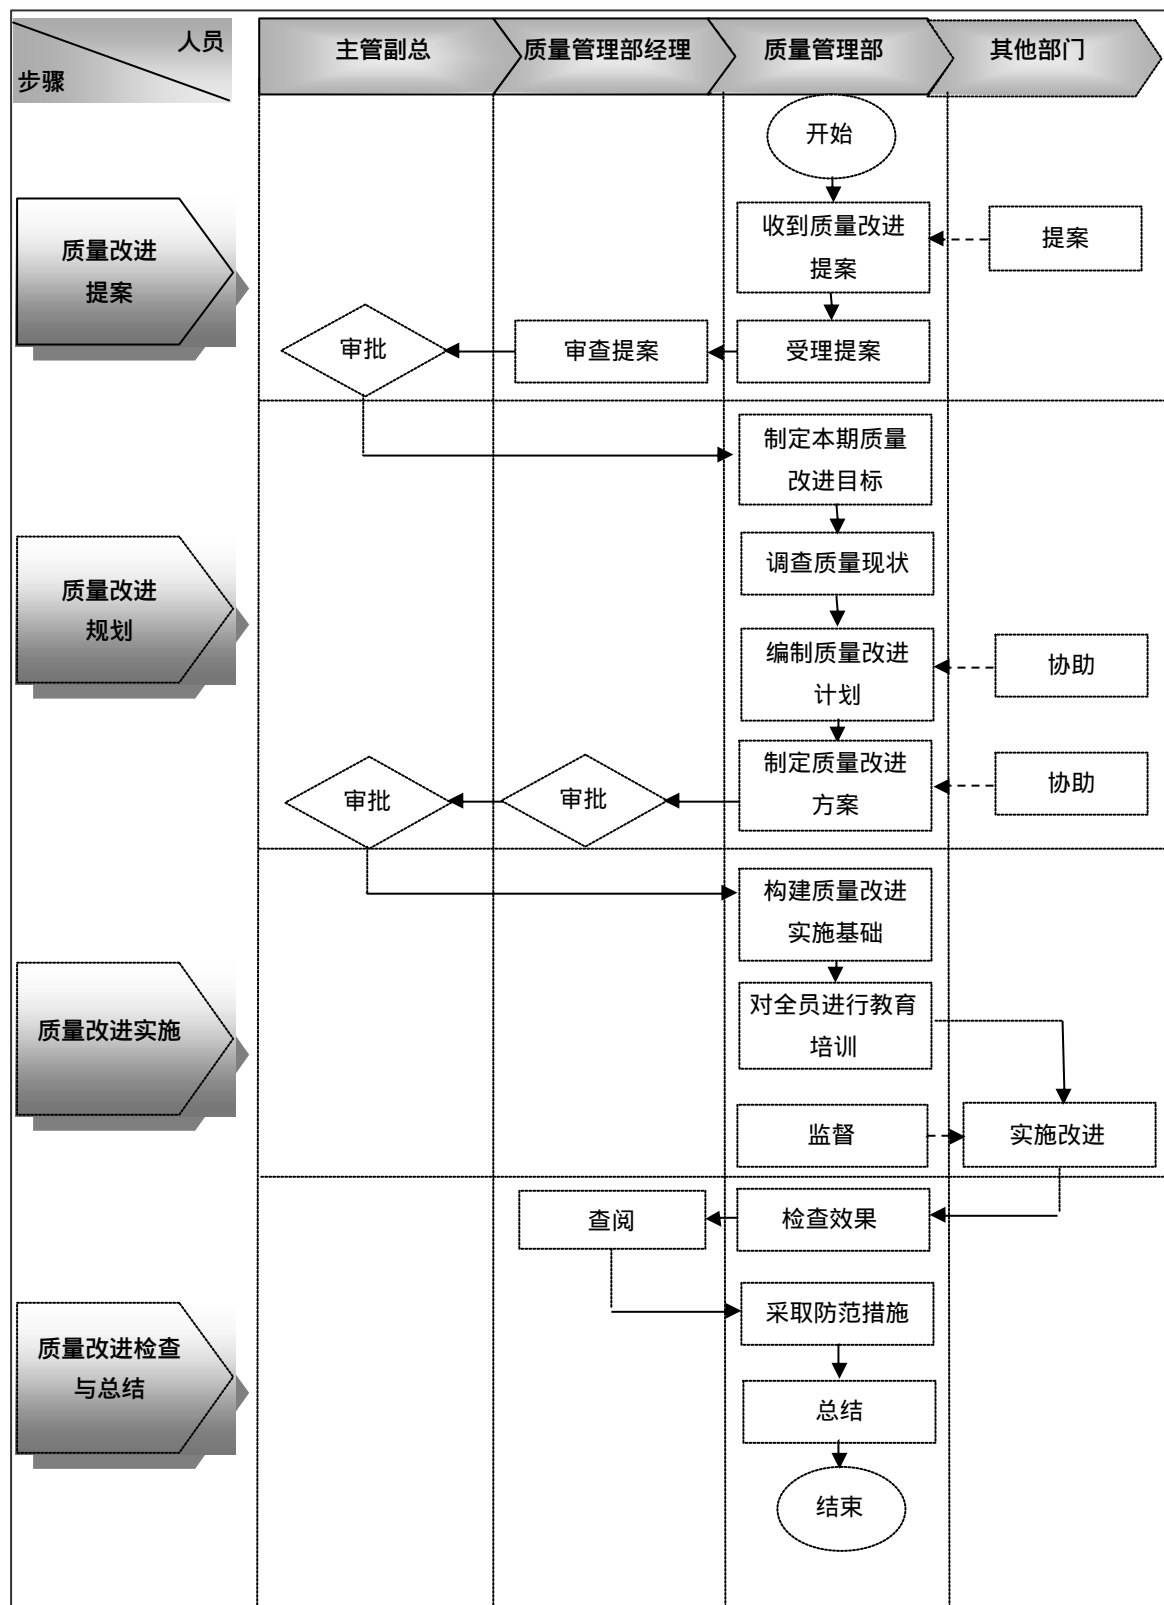 人员
步骤
主管副总
质量管理部经理
质量管理部
其他部门
开始
质量改进
提案
收到质量改进
提案
提案
审批
审查提案
受理提案
制定本期质量
改进目标
调查质量现状
质量改进
规划
编制质量改进
计划
协助
制定质量改进
方案
协助
审批
审批
构建质量改进
实施基础
质量改进实施
对全员进行教育
培训
监督
实施改进
查阅
检查效果
采取防范措施
质量改进检查
与总结
总结
结束